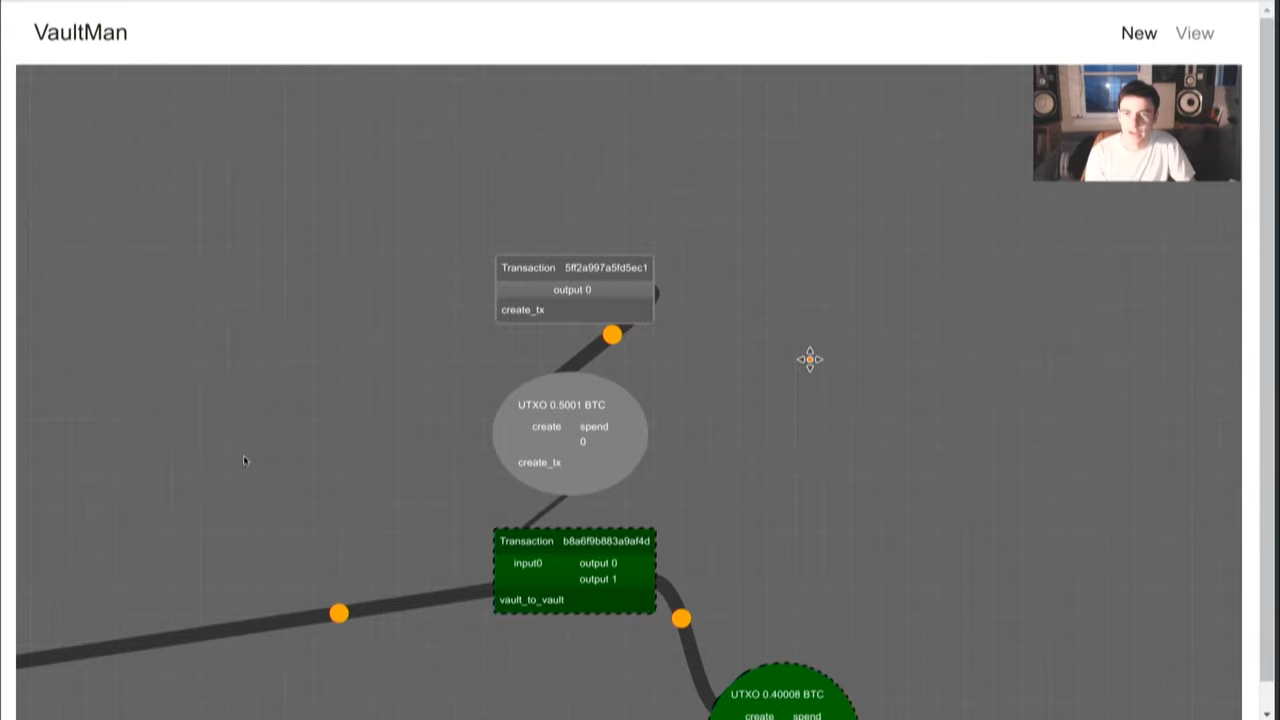 VaultMan
New View
Transaction 5ff2a997a5fd5ec1
output 0
create_tx
UTXO 0.5001 BTC
create spend
0
create_tx
Transaction b8a6f9b883a9af4d
input0 output 0
output 1
vault_to_vault
UTXO 0.40008 BTC
create spend